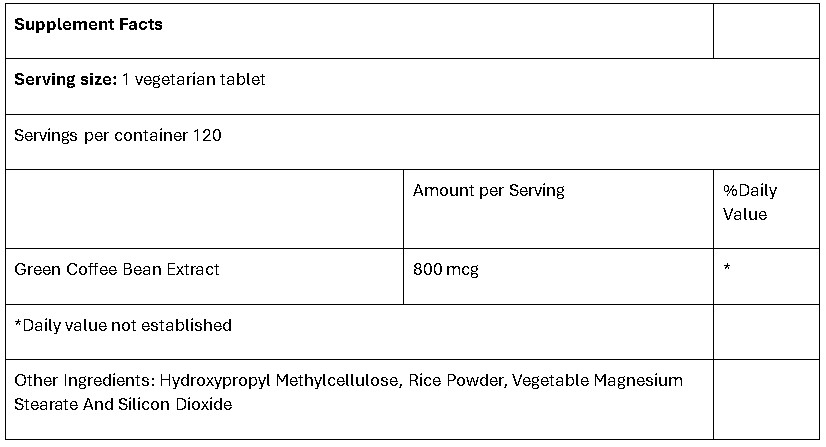 Supplement Facts
Serving size: 1 vegetarian tablet
Servings per container 120
Amount per Serving
%Daily
Value
Green Coffee Bean Extract
800 mcg
*
*Daily value not established
Other Ingredients: Hydroxypropyl Methylcellulose, Rice Powder, Vegetable Magnesium
Stearate And Silicon Dioxide